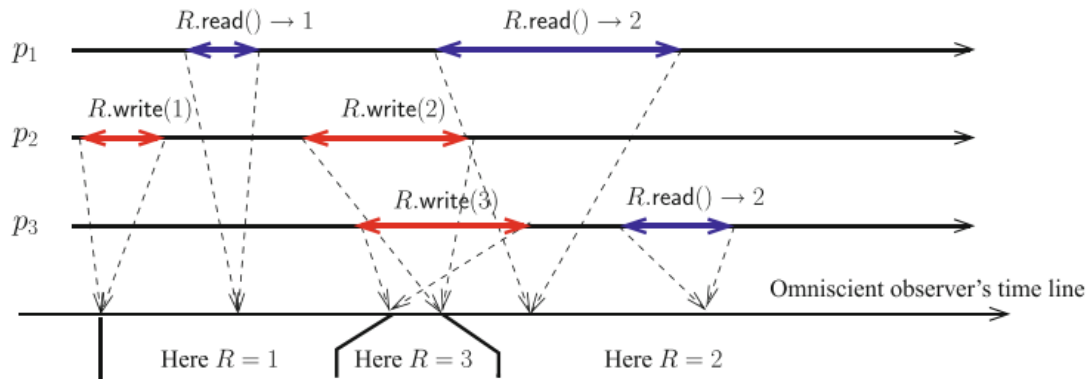 R.read() → 1
R.read() → 2
p₁
R.write(1)
R.write(2)
p₂
R.write(3)
R.read() → 2
p₃
Omniscient observer's time line
Here R = 1
Here R = 3
Here R = 2